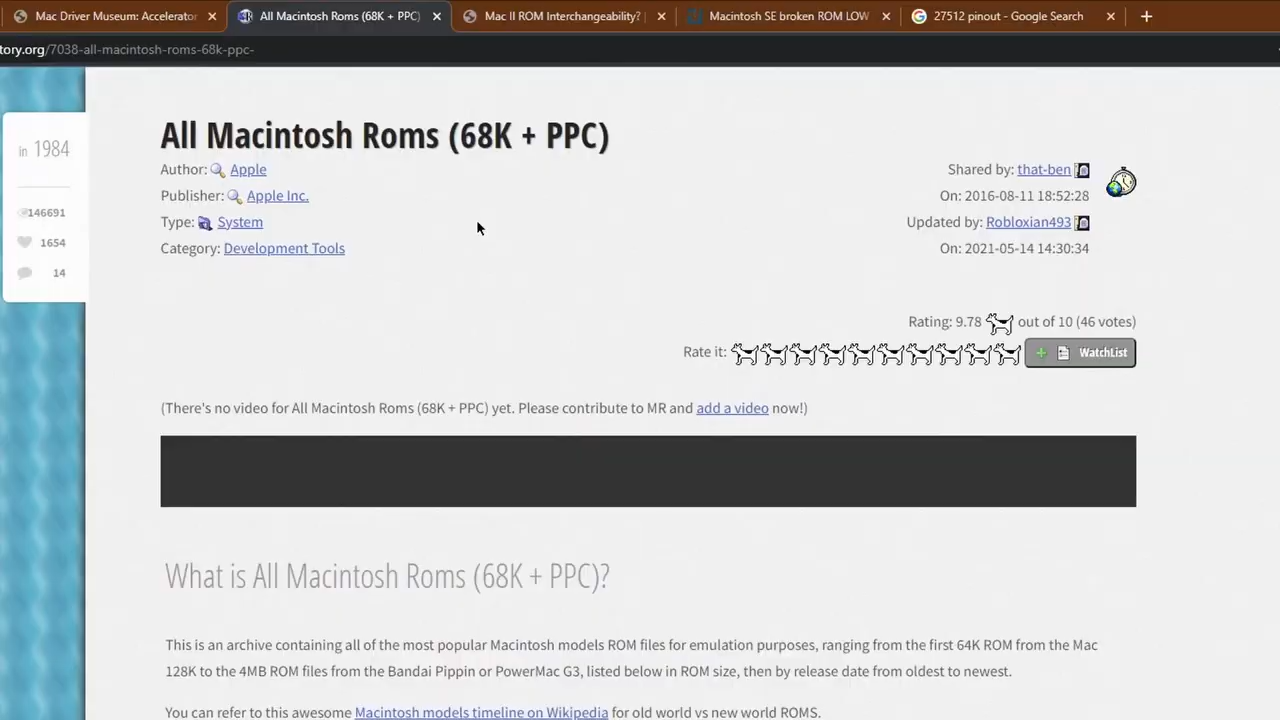 Mac Driver Museum: Accelerator
All Macintosh Roms (68K + PPC)
Mac II ROM Interchangeability?
Macintosh SE broken ROM LOW
27512 pinout - Google Search
tory.org/7038-all-macintosh-roms-68k-ppc-
in 1984
146691
1654
14
All Macintosh Roms (68K + PPC)
Author: Apple
Publisher: Apple Inc.
Type: System
Category: Development Tools
Shared by: that-ben
On: 2016-08-11 18:52:28
Updated by: Robloxian493
On: 2021-05-14 14:30:34
Rating: 9.78 out of 10 (46 votes)
Rate it: WatchList
(There's no video for All Macintosh Roms (68K + PPC) yet. Please contribute to MR and add a video now!)
What is All Macintosh Roms (68K + PPC)?
This is an archive containing all of the most popular Macintosh models ROM files for emulation purposes, ranging from the first 64K ROM from the Mac
128K to the 4MB ROM files from the Bandai Pippin or PowerMac G3, listed below in ROM size, then by release date from oldest to newest.
You can refer to this awesome Macintosh models timeline on Wikipedia for old world vs new world ROMS.